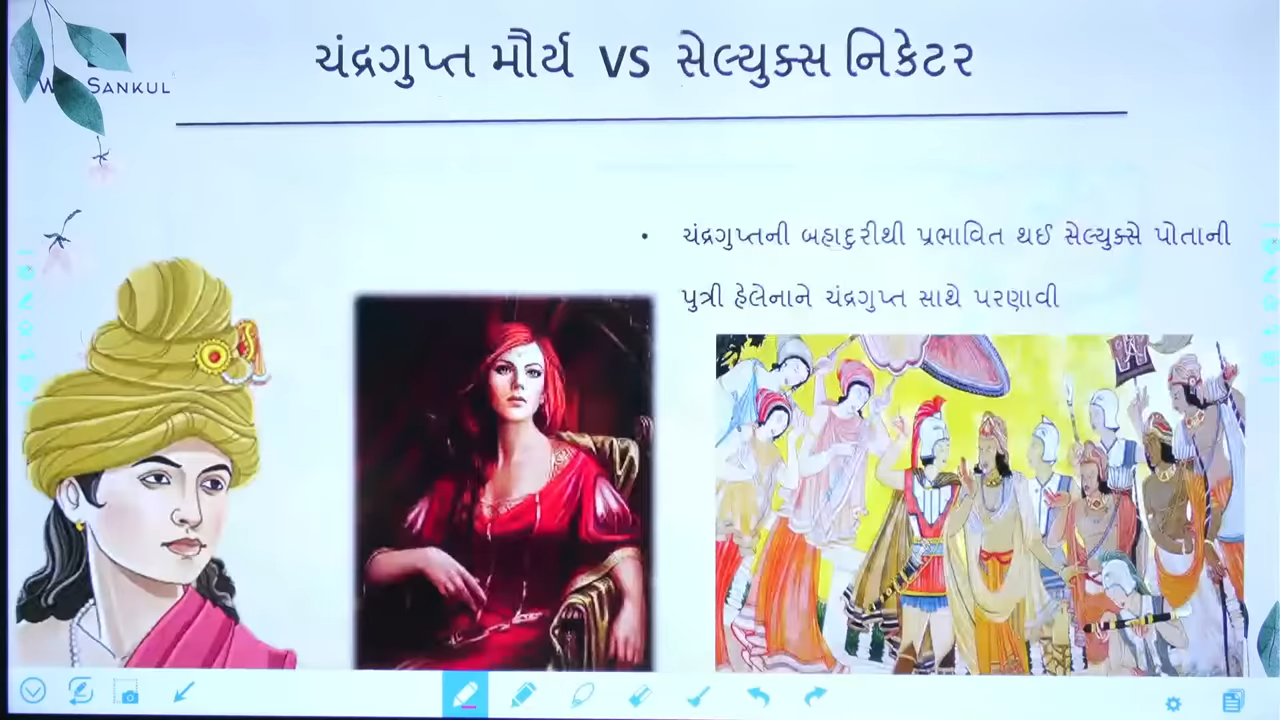 ચંદ્રગુપ્ત મૌર્ય VS સેલ્યુક્સ નિકેટર
SANKUL
• ચંદ્રગુપ્તની બહાદુરીથી પ્રભાવિત થઈ સેલ્યુક્સે પોતાની
પુત્રી હેલેનાને ચંદ્રગુપ્ત સાથે પરણાવી